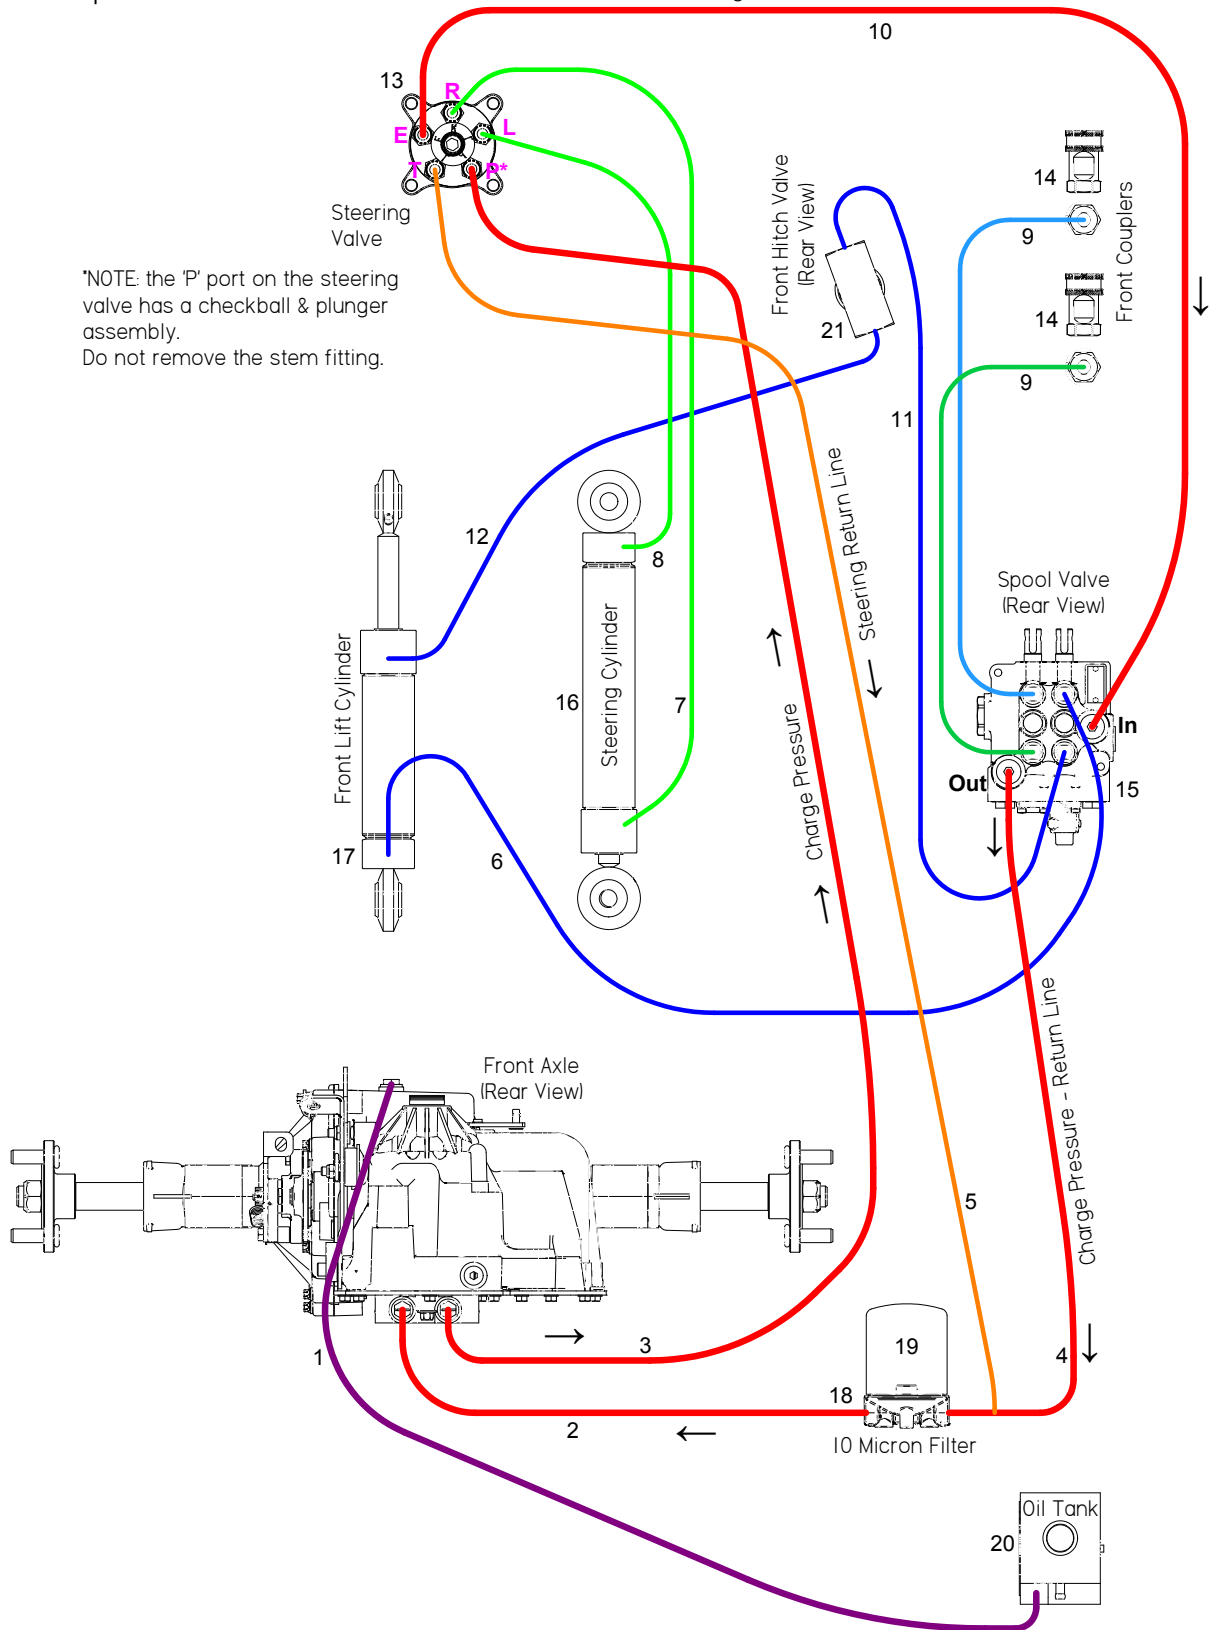 10
13
R
E
L
T
P*
Steering
Valve
"NOTE: the 'P' port on the steering
valve has a checkball & plunger
assembly.
Do not remove the stem fitting.
Front Hitch Valve
(Rear View)
21
14
9
14
9
Front Couplers
11
12
8
Steering Return Line
Spool Valve
(Rear View)
Front Lift Cylinder
16
Steering Cylinder
7
Charge Pressure
In
Out
15
17
6
Charge Pressure - Return Line
Front Axle
(Rear View)
5
1
3
4
19
18
2
10 Micron Filter
Oil Tank
20